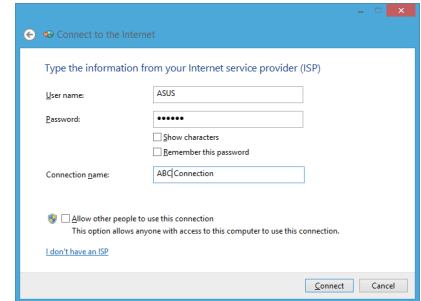 Connect to the Internet
Type the information from your Internet service provider (ISP)
User name: ASUS
Password: ••••••
Show characters
Remember this password
Connection name: ABC Connection
Allow other people to use this connection
This option allows anyone with access to this computer to use this connection.
I don't have an ISP
Connect Cancel